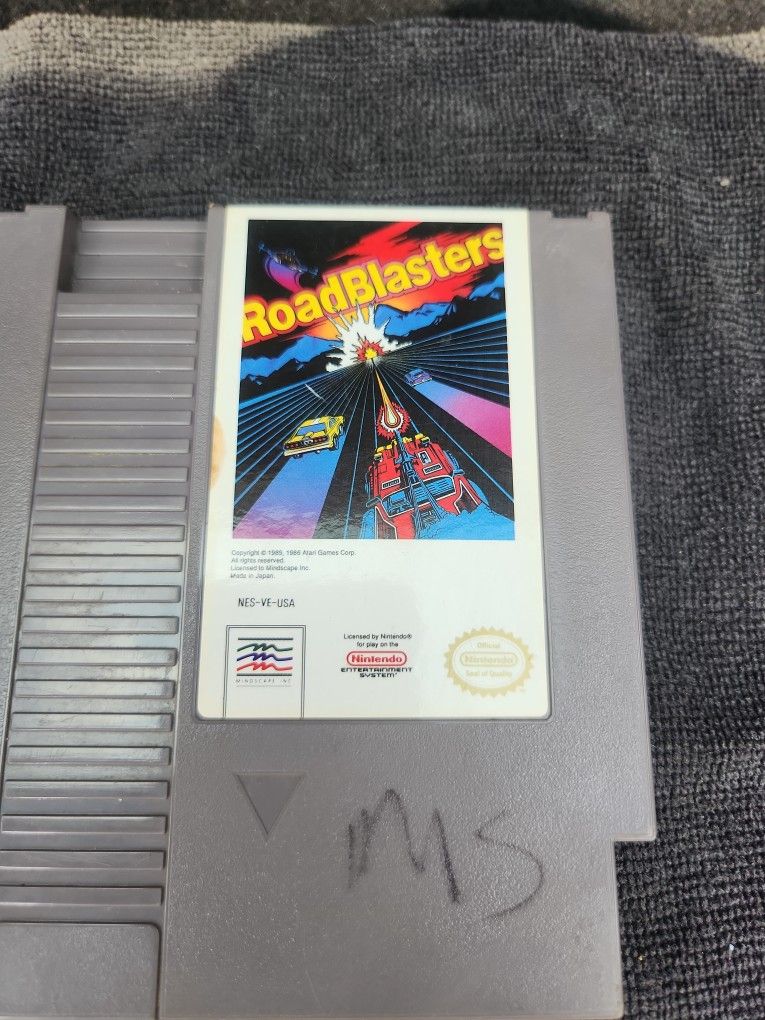 RoadBlasters
Copyright © 1989, 1986 Atari Games Corp.
All rights reserved.
Licensed to Mindscape Inc.
Made in Japan.
NES-VE-USA
MINDSCAPE INC
Licensed by Nintendo®
for play on the
Nintendo
ENTERTAINMENT
SYSTEM
Official
Nintendo
Seal of Quality
MS